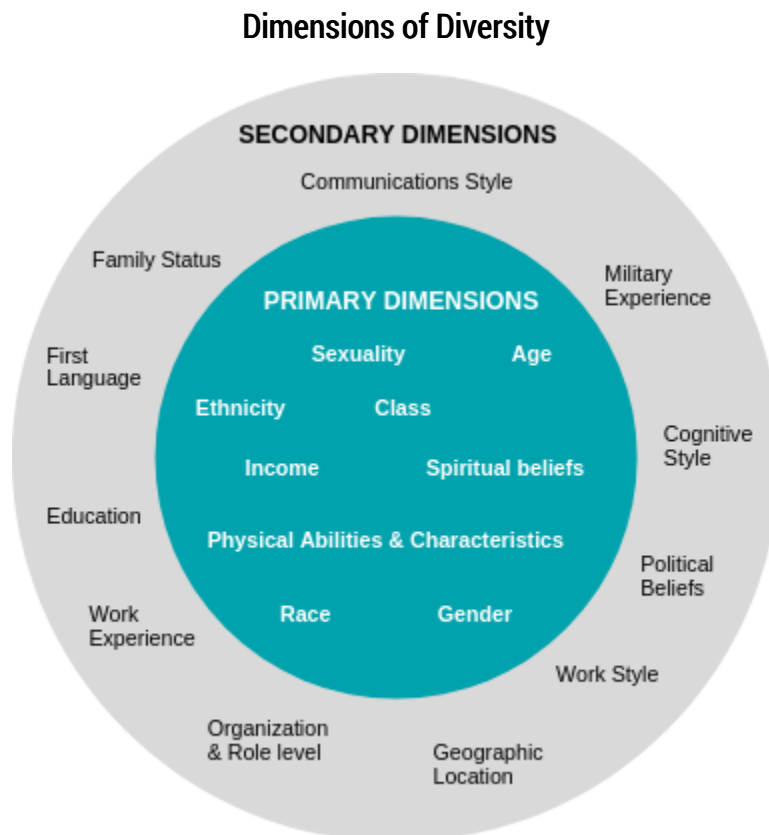 Dimensions of Diversity
SECONDARY DIMENSIONS
Communications Style
Family Status
Military
Experience
First
Language
Cognitive
Style
Education
Political
Beliefs
Work
Experience
Work Style
Organization
& Role level
Geographic
Location
PRIMARY DIMENSIONS
Sexuality
Age
Ethnicity
Class
Income
Spiritual beliefs
Physical Abilities & Characteristics
Race
Gender